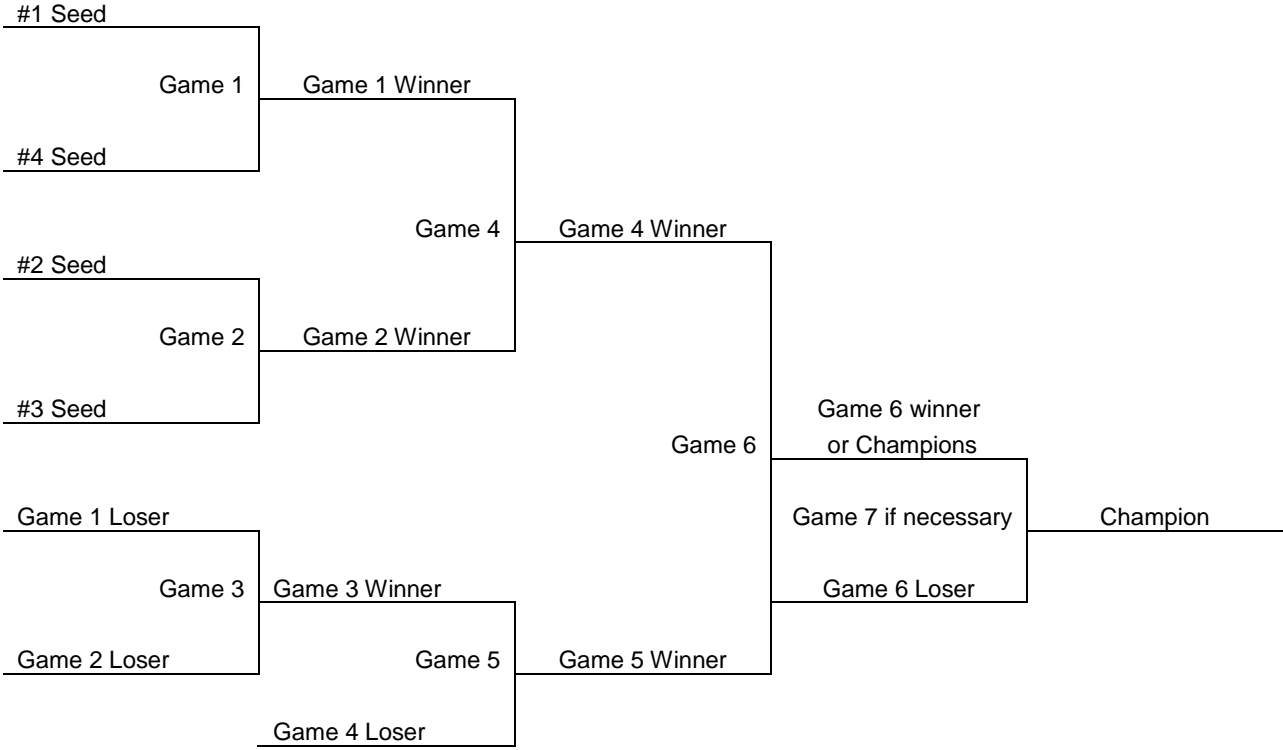 #1 Seed
Game 1
Game 1 Winner
#4 Seed
Game 4
Game 4 Winner
#2 Seed
Game 2
Game 2 Winner
#3 Seed
Game 6 winner
Game 6
or Champions
Game 1 Loser
Game 7 if necessary
Champion
Game 3
Game 3 Winner
Game 6 Loser
Game 2 Loser
Game 5
Game 5 Winner
Game 4 Loser